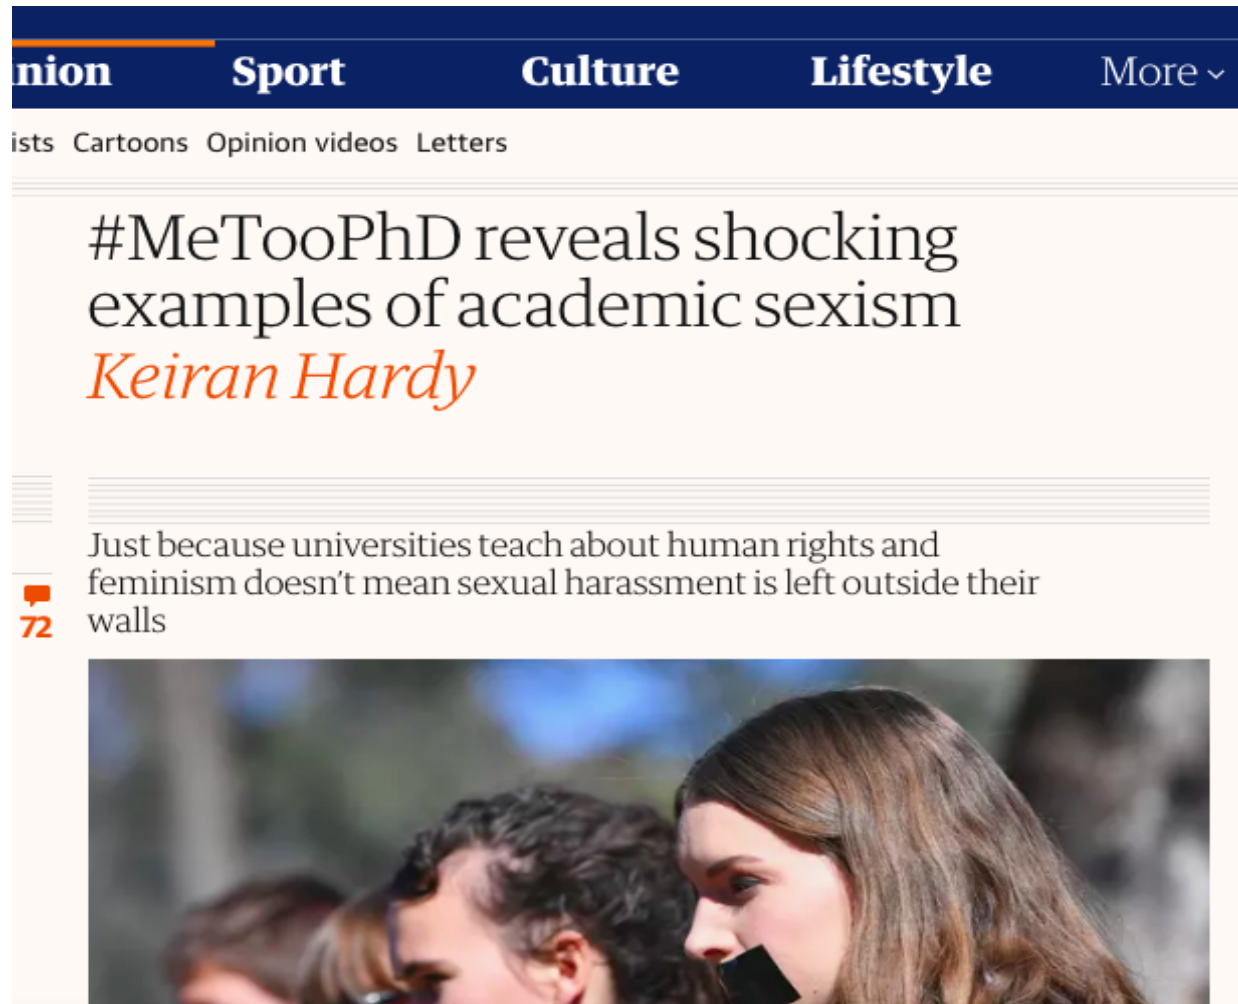 nion Sport Culture Lifestyle More
ists Cartoons Opinion videos Letters
#MeTooPhD reveals shocking
examples of academic sexism
Keiran Hardy
Just because universities teach about human rights and
feminism doesn't mean sexual harassment is left outside their
walls
72